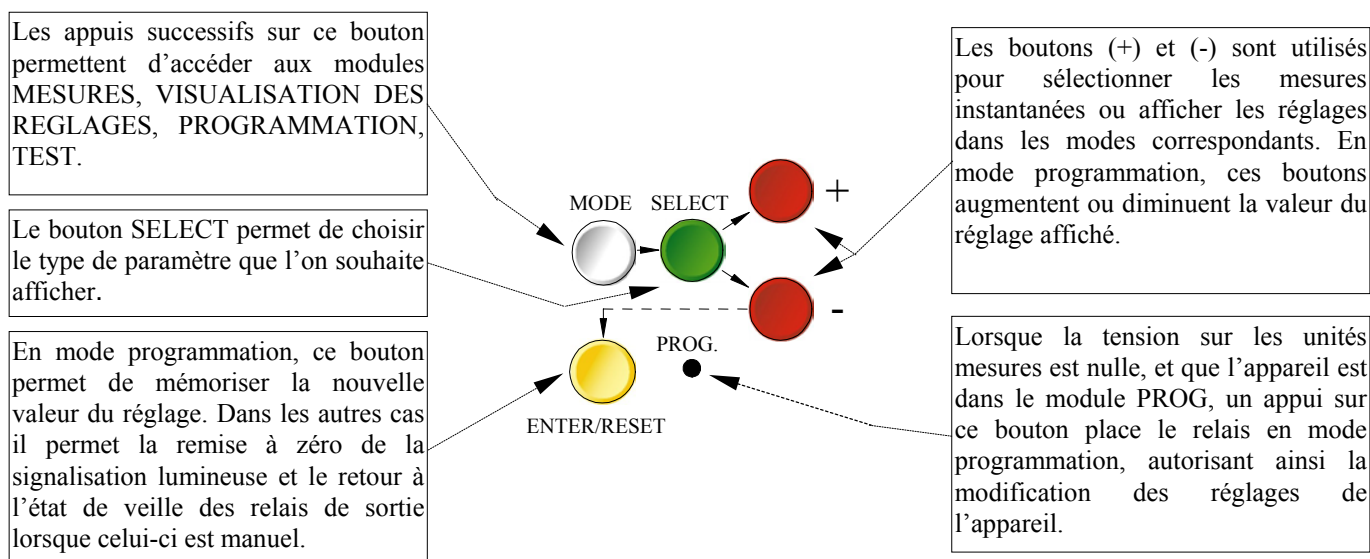 Les appuis successifs sur ce bouton
permettent d’accéder aux modules
MESURES, VISUALISATION DES
REGLAGES, PROGRAMMATION,
TEST.
Le bouton SELECT permet de choisir
le type de paramètre que l’on souhaite
afficher.
En mode programmation, ce bouton
permet de mémoriser la nouvelle
valeur du réglage. Dans les autres cas
il permet la remise à zéro de la
signalisation lumineuse et le retour à
l’état de veille des relais de sortie
lorsque celui-ci est manuel.
MODE SELECT
+
-
PROG.
ENTER/RESET
Les boutons (+) et (-) sont utilisés
pour sélectionner les mesures
instantanées ou afficher les réglages
dans les modes correspondants. En
mode programmation, ces boutons
augmentent ou diminuent la valeur du
réglage affiché.
Lorsque la tension sur les unités
mesures est nulle, et que l’appareil est
dans le module PROG, un appui sur
ce bouton place le relais en mode
programmation, autorisant ainsi la
modification des réglages de
l’appareil.